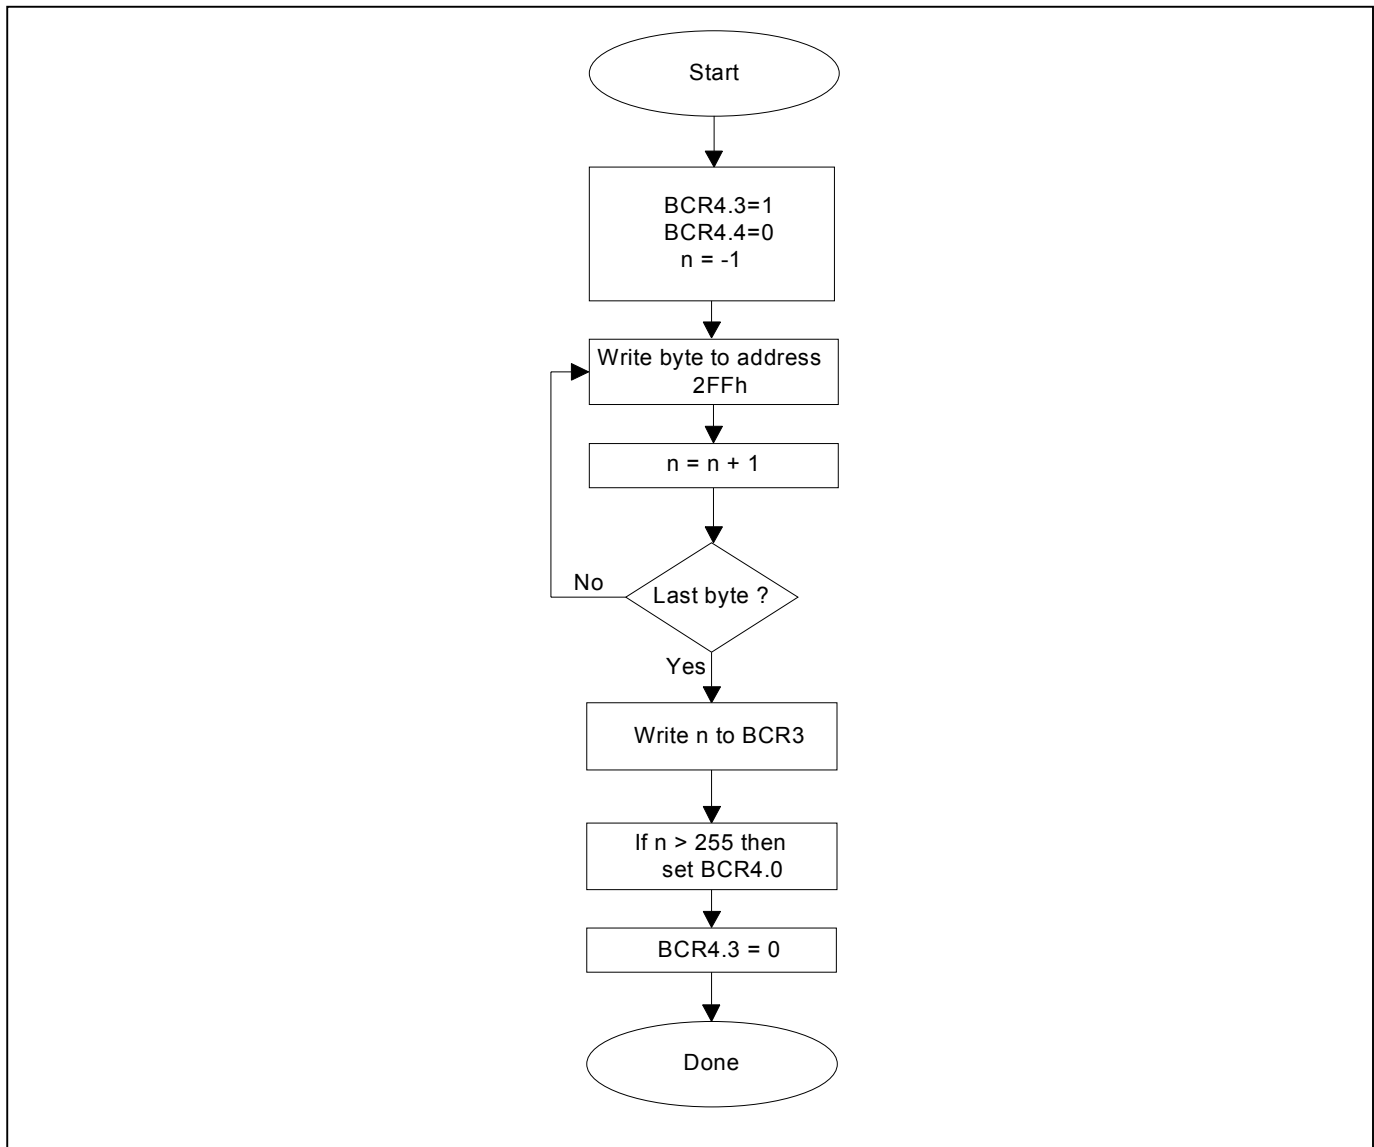 Start
BCR4.3=1
BCR4.4=0
n = -1
Write byte to address
2FFh
n = n + 1
Last byte ?
No
Yes
Write n to BCR3
If n > 255 then
set BCR4.0
BCR4.3 = 0
Done